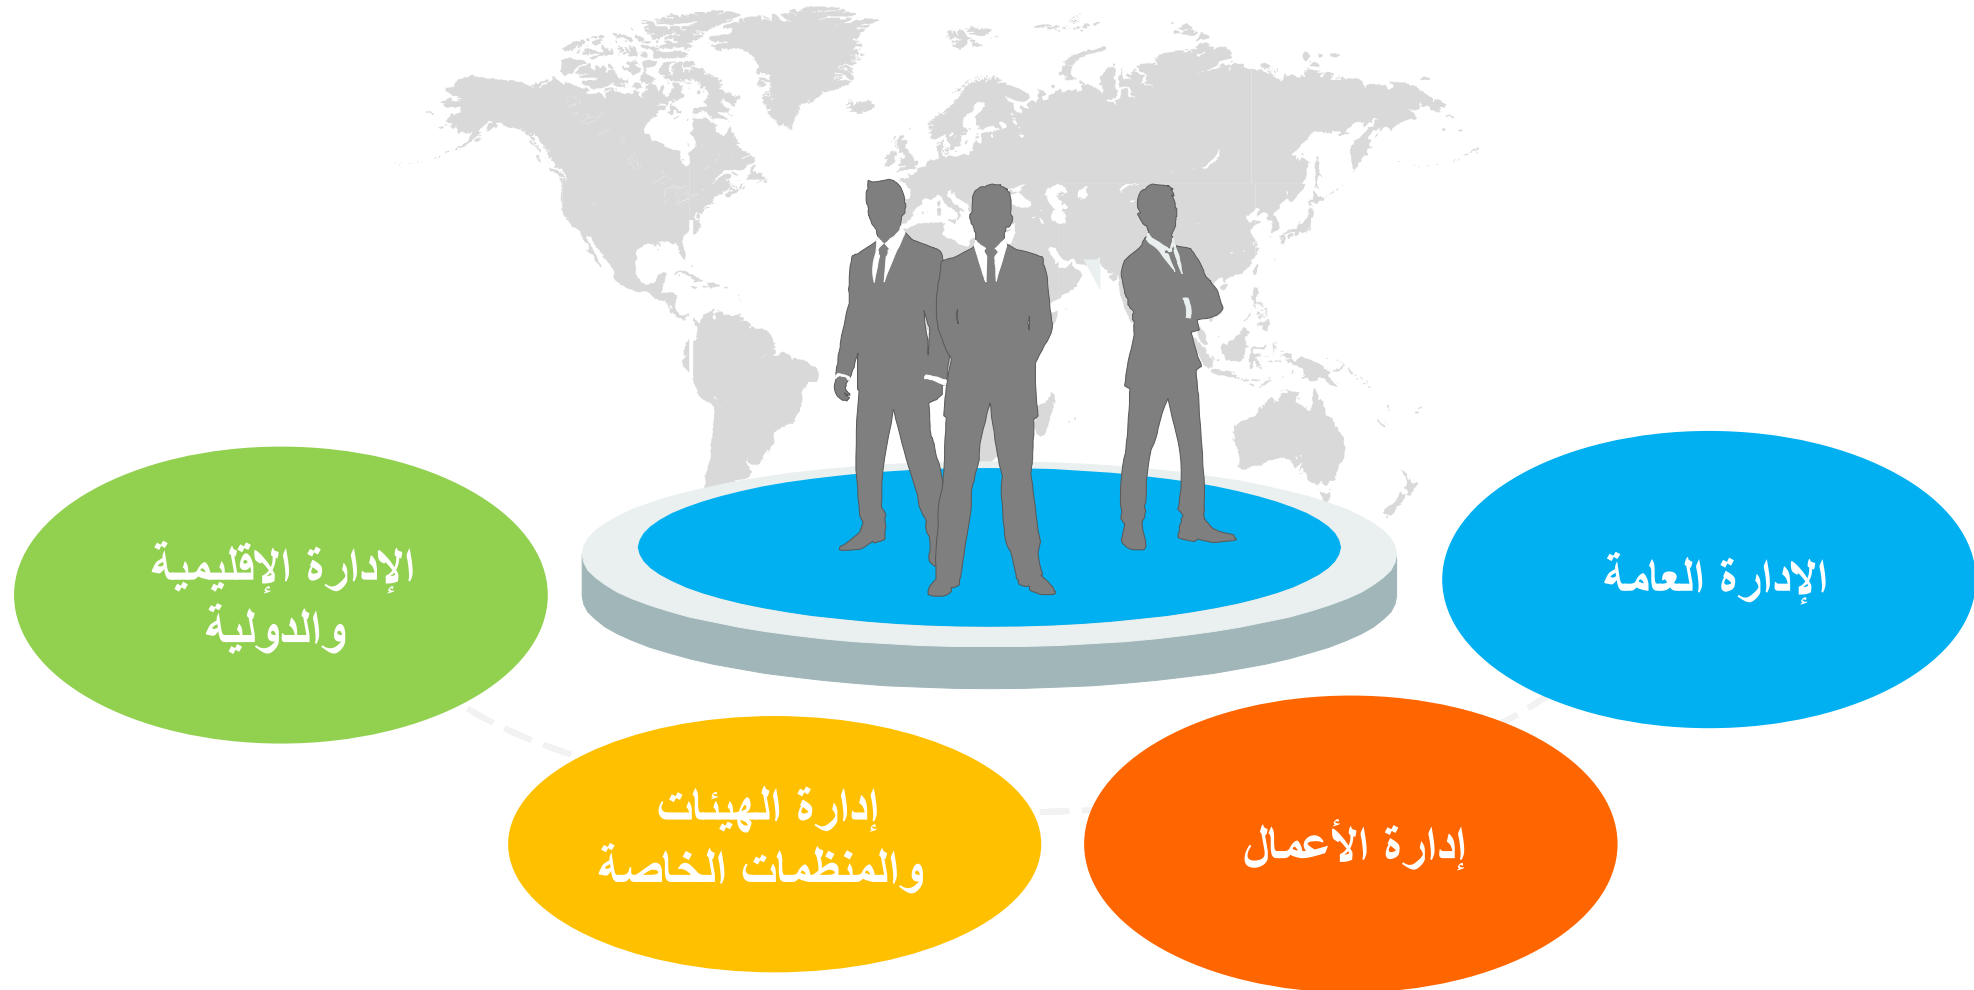 الإدارة العامة
إدارة الأعمال
إدارة الهيئات
والمنظمات الخاصة
الإدارة الإقليمية
والدولية